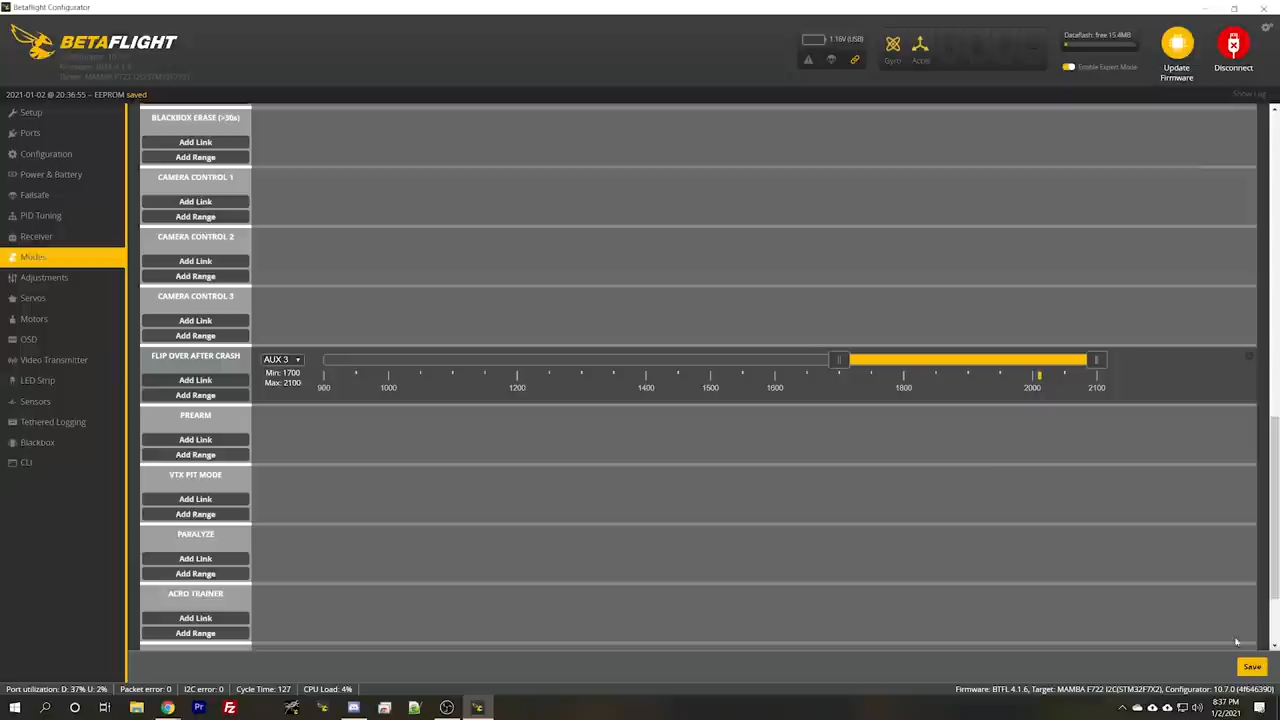 Betaflight Configurator
BETAFLIGHT
1.16V (USB)
Gyro
Accel
Dataflash: free 15.4MB
Enable Expert Mode
Update
Firmware
Disconnect
2021-01-02 @ 20:36:55 -- EEPROM saved
Show Log
Setup
Ports
Configuration
Power & Battery
Failsafe
PID Tuning
Receiver
Modes
Adjustments
Servos
Motors
OSD
Video Transmitter
LED Strip
Sensors
Tethered Logging
Blackbox
CLI
BLACKBOX ERASE (>30s)
Add Link
Add Range
CAMERA CONTROL 1
Add Link
Add Range
CAMERA CONTROL 2
Add Link
Add Range
CAMERA CONTROL 3
Add Link
Add Range
FLIP OVER AFTER CRASH
Add Link
Add Range
AUX 3
Min: 1700
Max: 2100
900 1000 1200 1400 1500 1600 1800 2000 2100
PREARM
Add Link
Add Range
VTX PIT MODE
Add Link
Add Range
PARALYZE
Add Link
Add Range
ACRO TRAINER
Add Link
Add Range
Save
Port utilization: D: 37% U: 2% Packet error: 0 I2C error: 0 Cycle Time: 127 CPU Load: 4% Firmware: BTFL 4.1.6, Target: MAMBA F722 I2C(STM32F7X2), Configurator: 10.7.0 (4f646390)
8:37 PM
1/2/2021